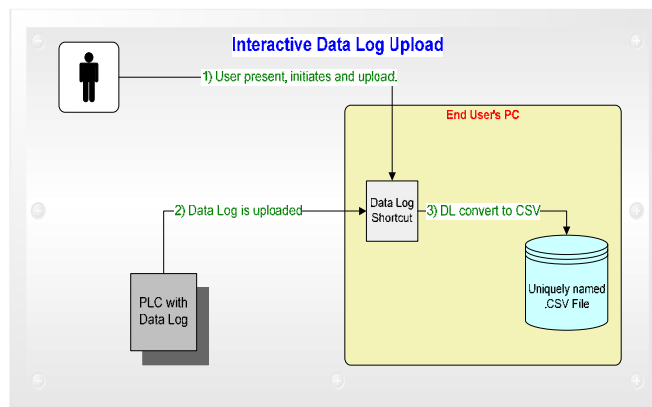 Interactive Data Log Upload
1) User present, initiates and upload.
End User's PC
Data Log
Shortcut
2) Data Log is uploaded
3) DL convert to CSV
PLC with
Data Log
Uniquely named
.CSV File